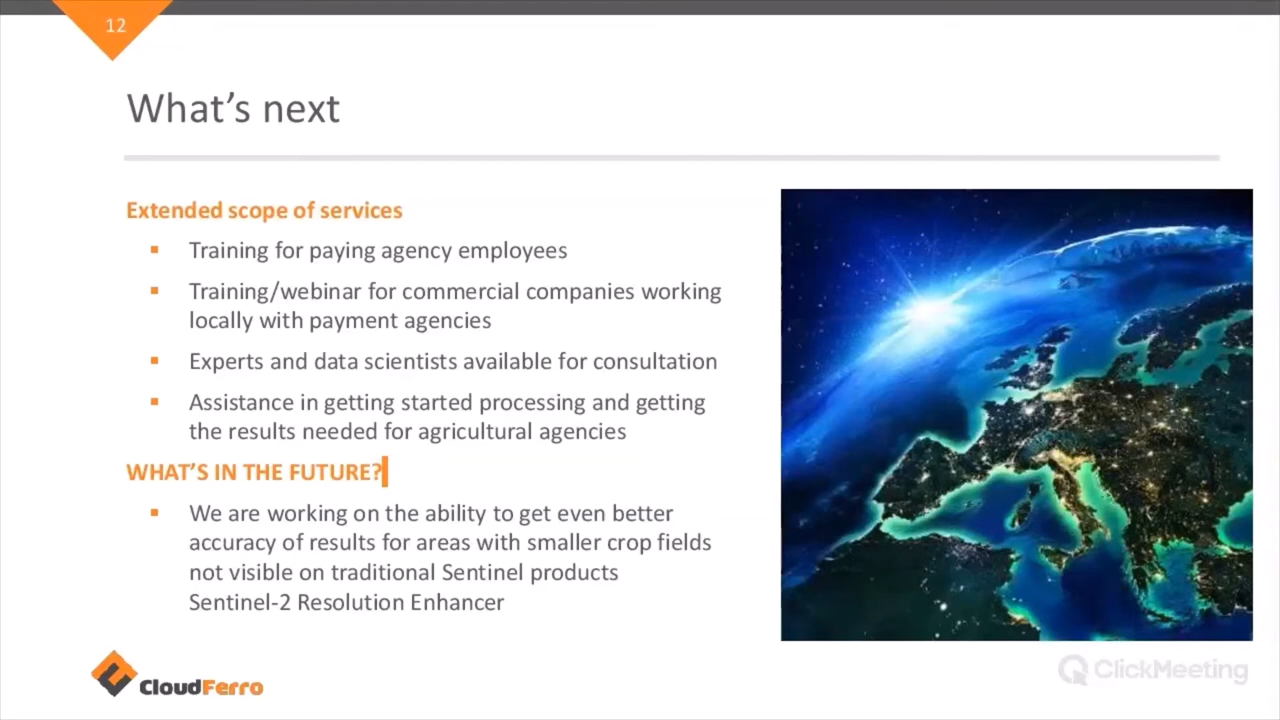 12
What's next
Extended scope of services
Training for paying agency employees
Training/webinar for commercial companies working
locally with payment agencies
Experts and data scientists available for consultation
Assistance in getting started processing and getting
the results needed for agricultural agencies
WHAT'S IN THE FUTURE?
We are working on the ability to get even better
accuracy of results for areas with smaller crop fields
not visible on traditional Sentinel products
Sentinel-2 Resolution Enhancer
CloudFerro
ClickMeeting